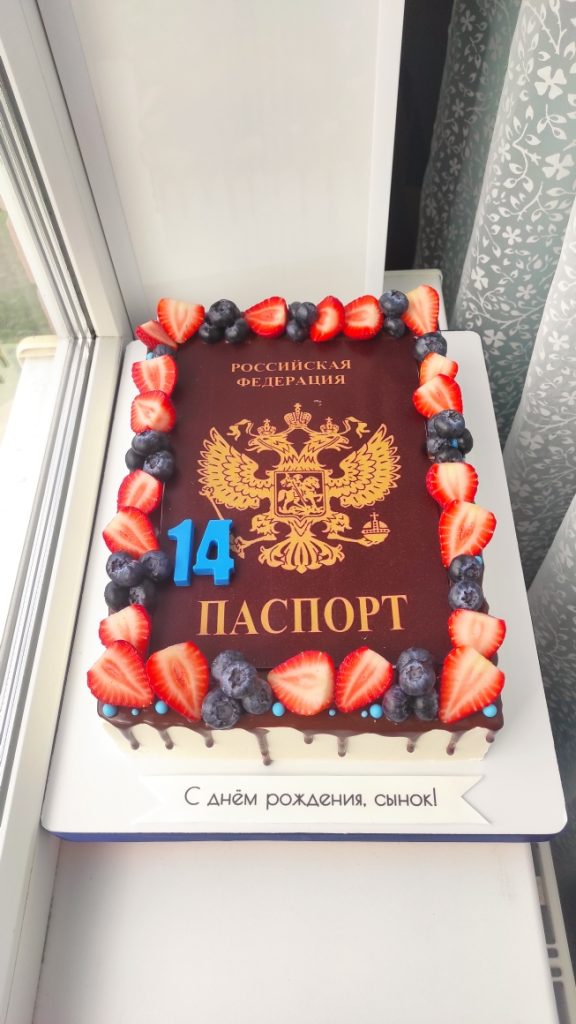 РОССИЙСКАЯ
ФЕДЕРАЦИЯ
14
ПАСПОРТ
С днём рождения, сынок!